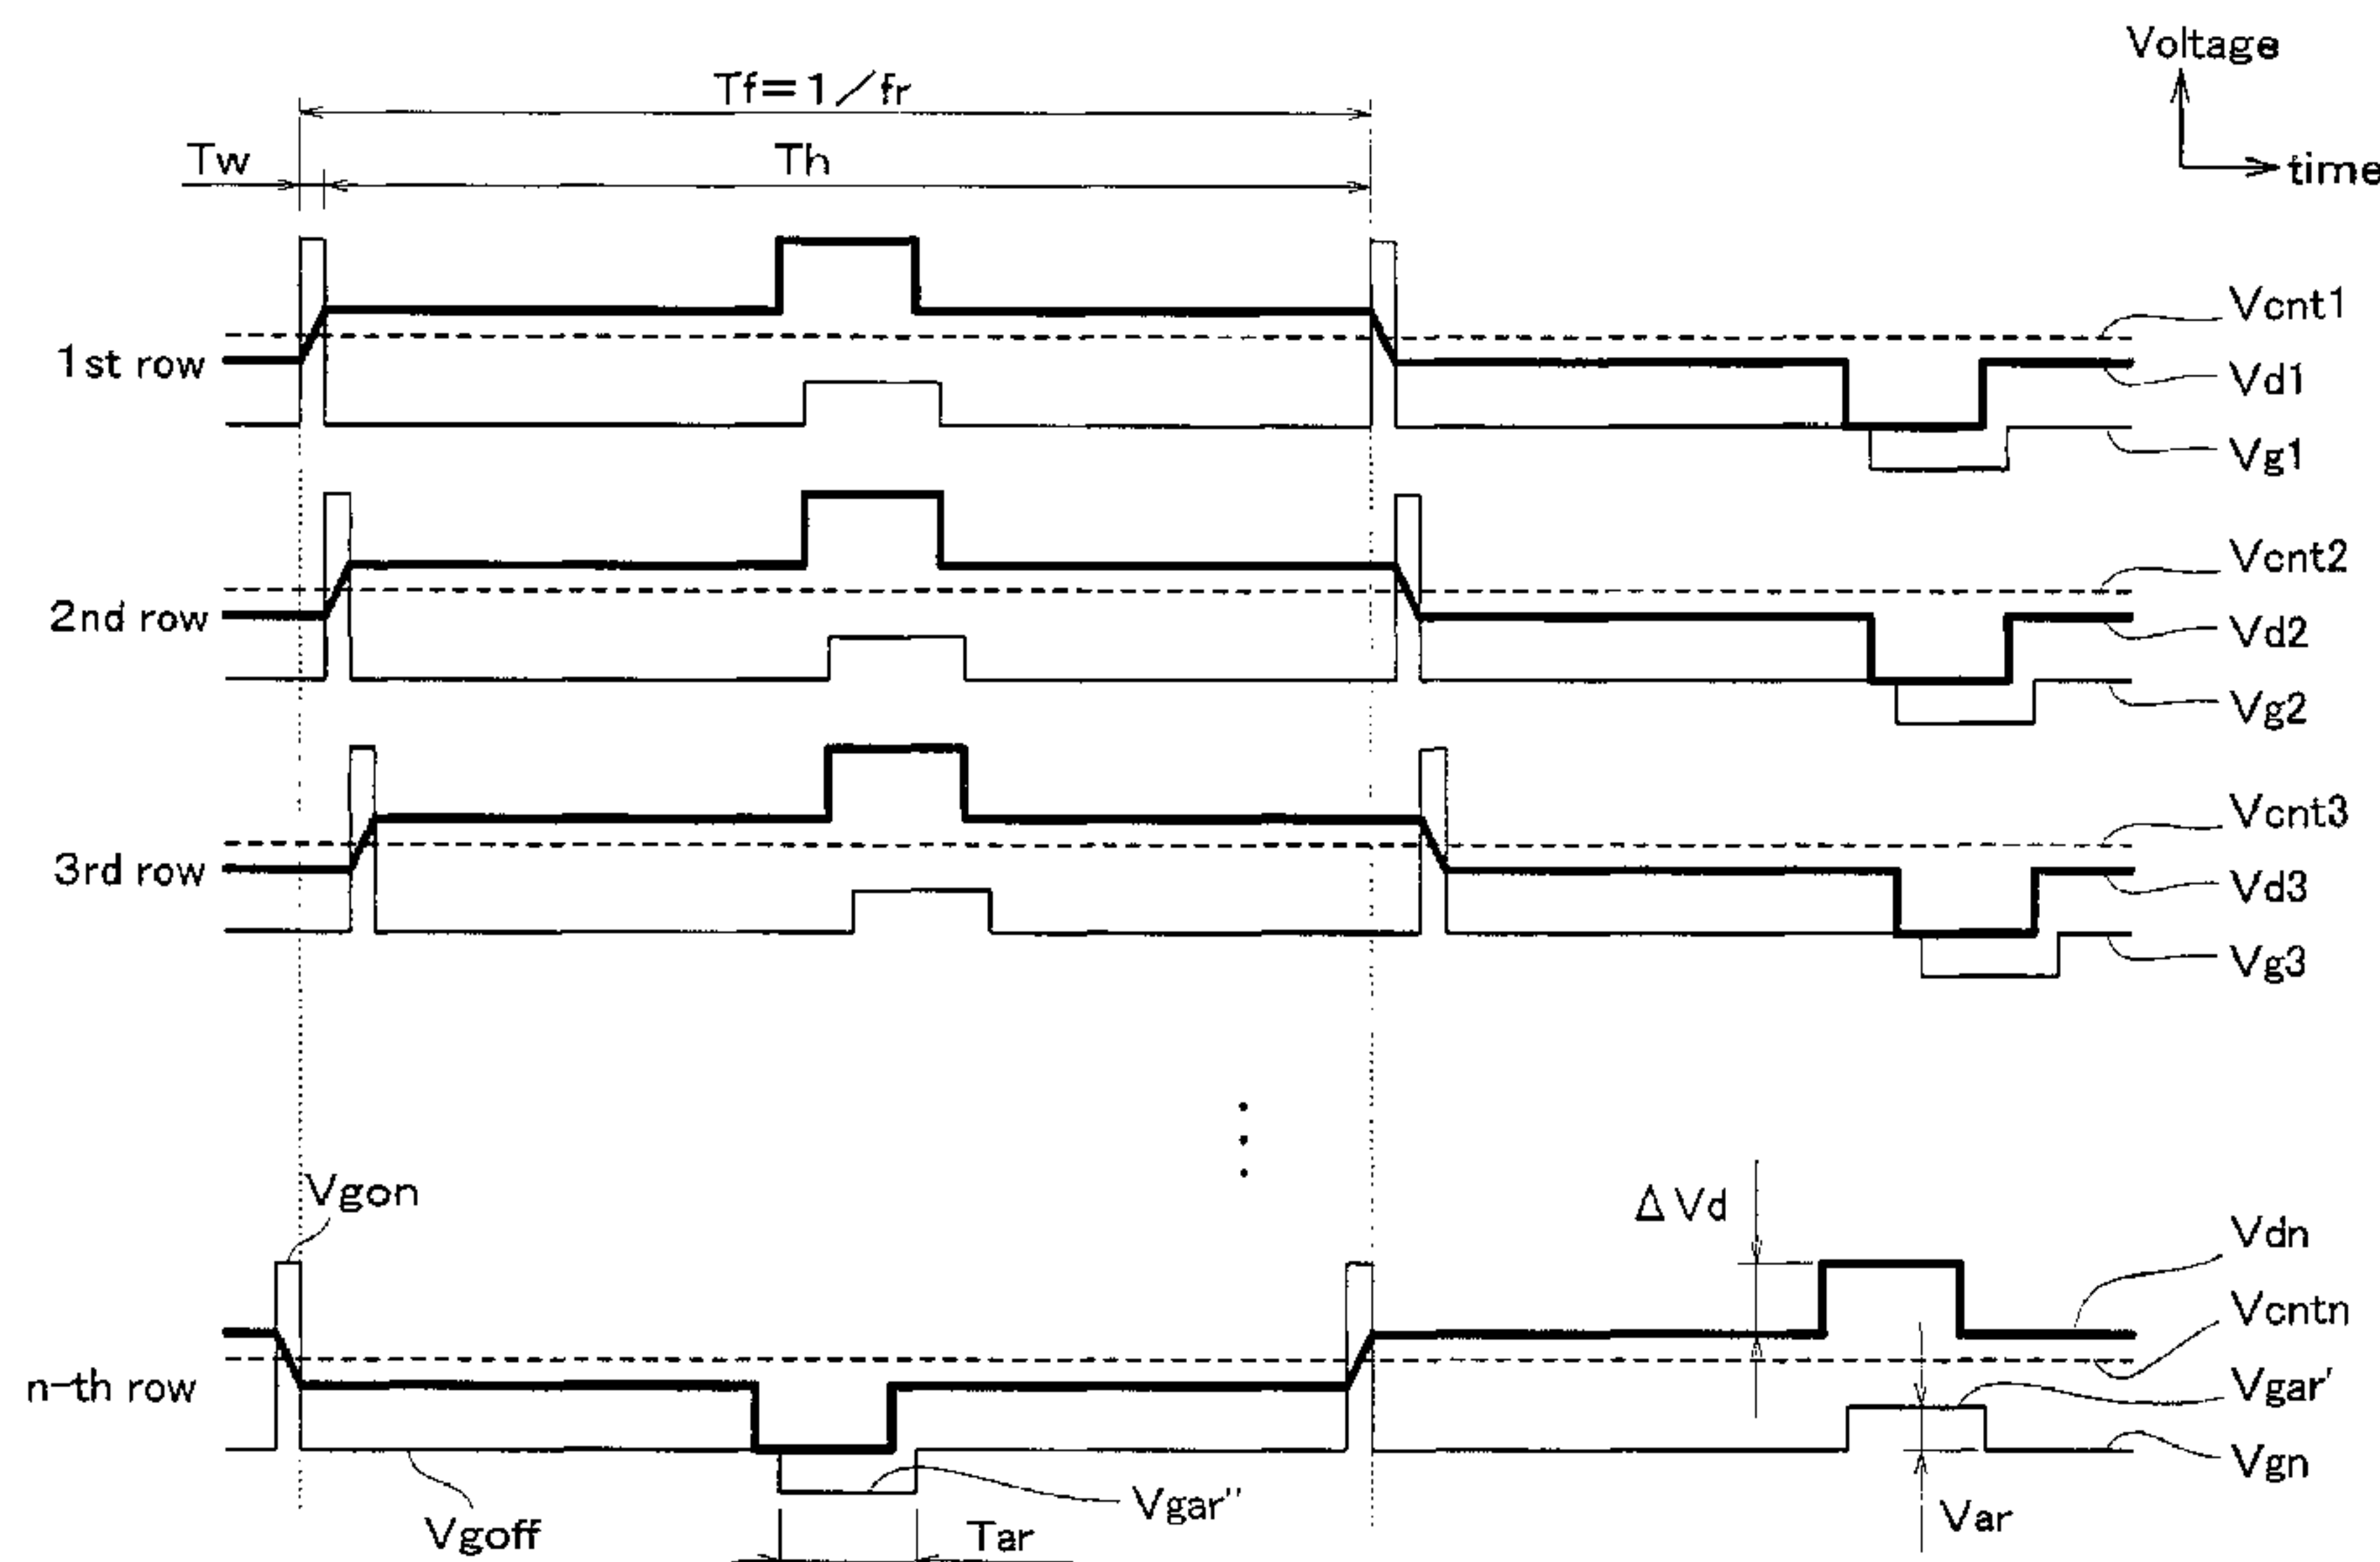 Voltage
time
Tf=1/fr
Tw
Th
Vcnt1
1st row
Vd1
Vg1
Vcnt2
2nd row
Vd2
Vg2
Vcnt3
3rd row
Vd3
Vg3
Vgon
ΔVd
Vdn
Vcntn
n-th row
Vgar'
Vgn
Vgar"
Vgoff
Tar
Var